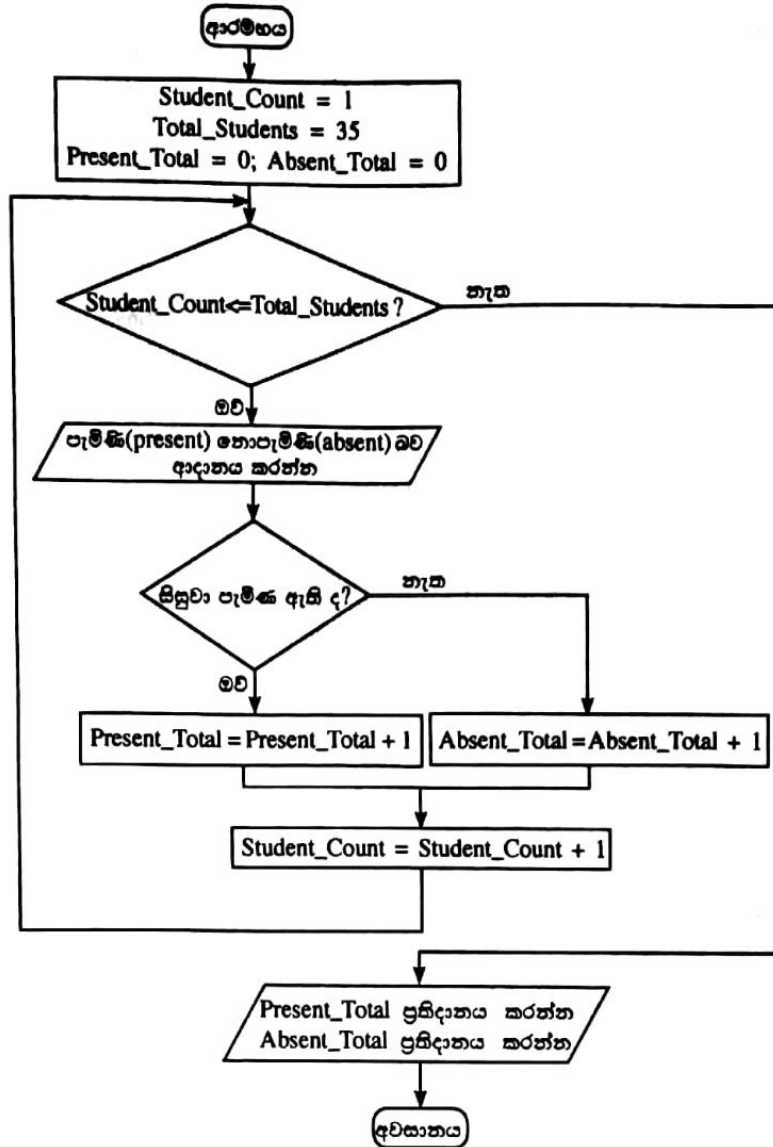 ආරම්භය
Student_Count = 1
Total_Students = 35
Present_Total = 0; Absent_Total = 0
Student_Count<=Total_Students ?
නැත
ඔව්
පැමිණි(present) නොපැමිණි(absent) බව
ආදානය කරන්න
සිසුවා පැමිණ ඇති ද?
නැත
ඔව්
Present_Total = Present_Total + 1
Absent_Total = Absent_Total + 1
Student_Count = Student_Count + 1
Present_Total ප්‍රතිදානය කරන්න
Absent_Total ප්‍රතිදානය කරන්න
අවසානය